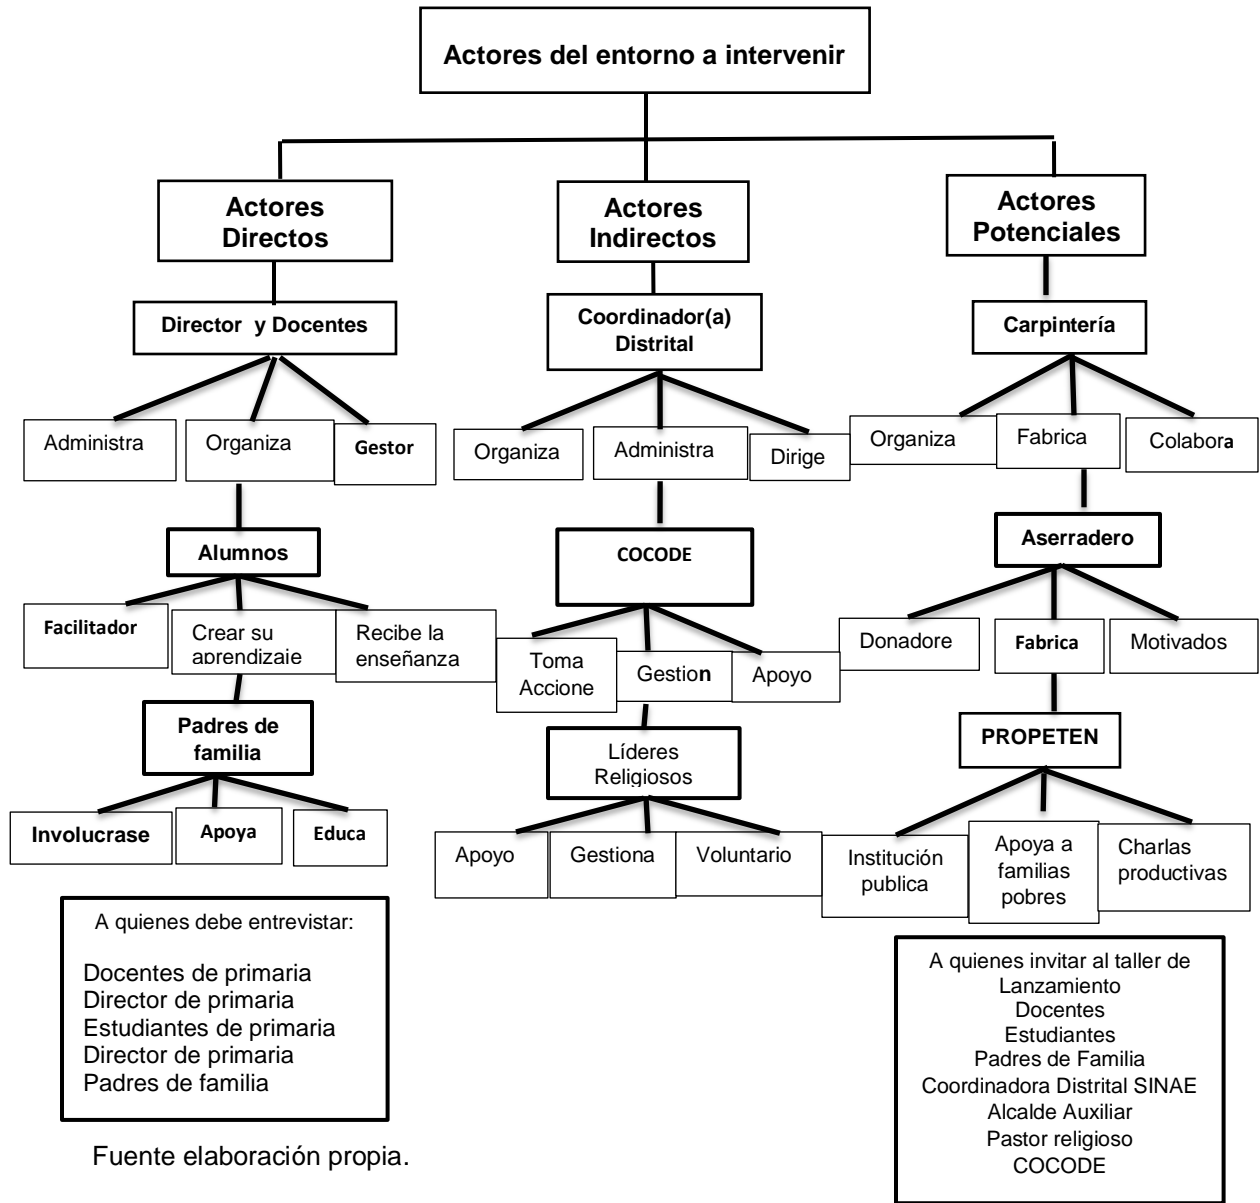 Actores del entorno a intervenir
Actores
Directos
Actores
Indirectos
Actores
Potenciales
Director y Docentes
Coordinador(a)
Distrital
Carpintería
Administra
Organiza
Gestor
Organiza
Administra
Dirige
Organiza
Fabrica
Colabora
Alumnos
COCODE
Aserradero
Facilitador
Crear su
aprendizaje
Recibe la
enseñanza
Toma
Accione
Gestion
Apoyo
Donadore
Fabrica
Motivados
Padres de
familia
Líderes
Religiosos
PROPETEN
Involucrase
Apoya
Educa
Apoyo
Gestiona
Voluntario
Institución
publica
Apoya a
familias
pobres
Charlas
productivas
A quienes debe entrevistar:
Docentes de primaria
Director de primaria
Estudiantes de primaria
Director de primaria
Padres de familia
A quienes invitar al taller de
Lanzamiento
Docentes
Estudiantes
Padres de Familia
Coordinadora Distrital SINAE
Alcalde Auxiliar
Pastor religioso
COCODE
Fuente elaboración propia.